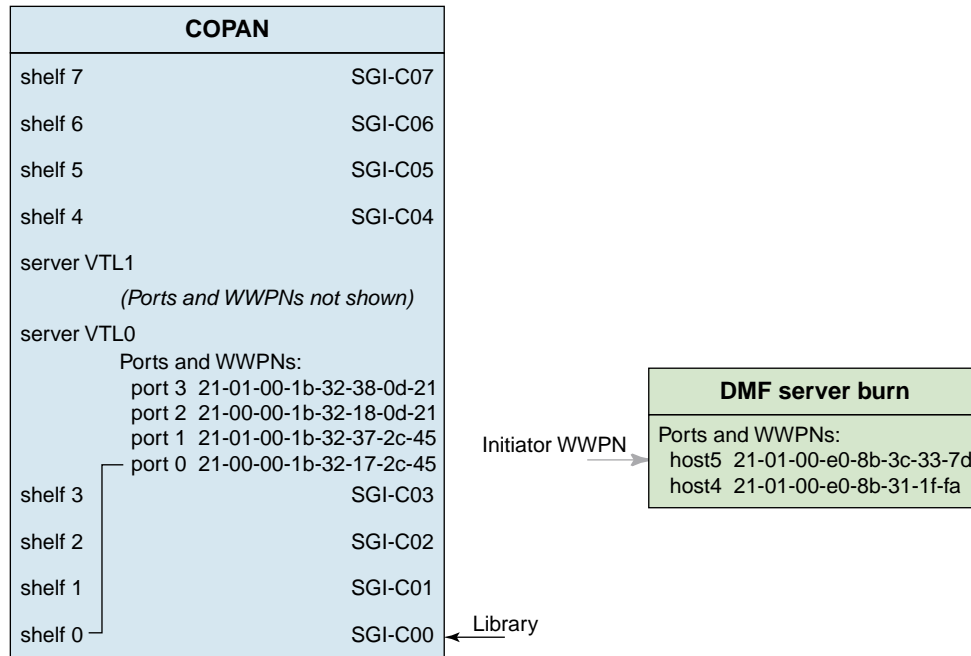 COPAN
shelf 7 SGI-C07
shelf 6 SGI-C06
shelf 5 SGI-C05
shelf 4 SGI-C04
server VTL1
(Ports and WWPNs not shown)
server VTL0
Ports and WWPNs:
port 3 21-01-00-1b-32-38-0d-21
port 2 21-00-00-1b-32-18-0d-21
port 1 21-01-00-1b-32-37-2c-45
port 0 21-00-00-1b-32-17-2c-45
shelf 3 SGI-C03
shelf 2 SGI-C02
shelf 1 SGI-C01
shelf 0 SGI-C00
Library
Initiator WWPN
DMF server burn
Ports and WWPNs:
host5 21-01-00-e0-8b-3c-33-7d
host4 21-01-00-e0-8b-31-1f-fa